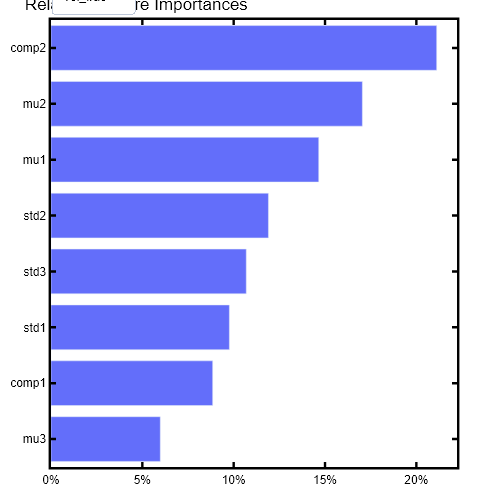 Rela re Importances
comp2
mu2
mu1
std2
std3
std1
comp1
mu3
0% 5% 10% 15% 20%